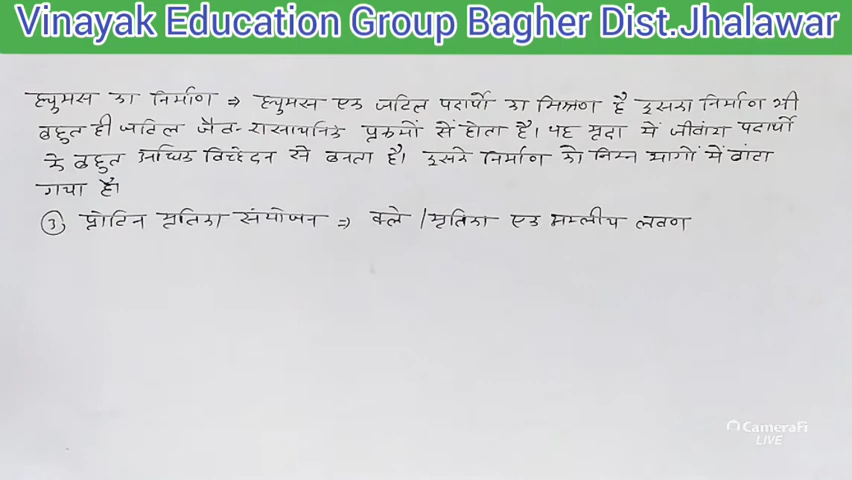 Vinayak Education Group Bagher Dist.Jhalawar
ह्युमस का निर्माण ⇒ ह्युमस एक जटिल पदार्थो का मिश्रण है इसका निर्माण भी
बहुत ही जटिल जैव-रासायनिक प्रक्रमों से होता है। यह मृदा में जीवांश पदार्थो
के बहुत अधिक विच्छेदन से बनता है। इसके निर्माण को निम्न भागों में बांटा
गया है।
③ प्रोटिन मृतिका संयोजन ⇒ क्ले / मृतिका एक अम्लीय लवण
CameraFi
LIVE